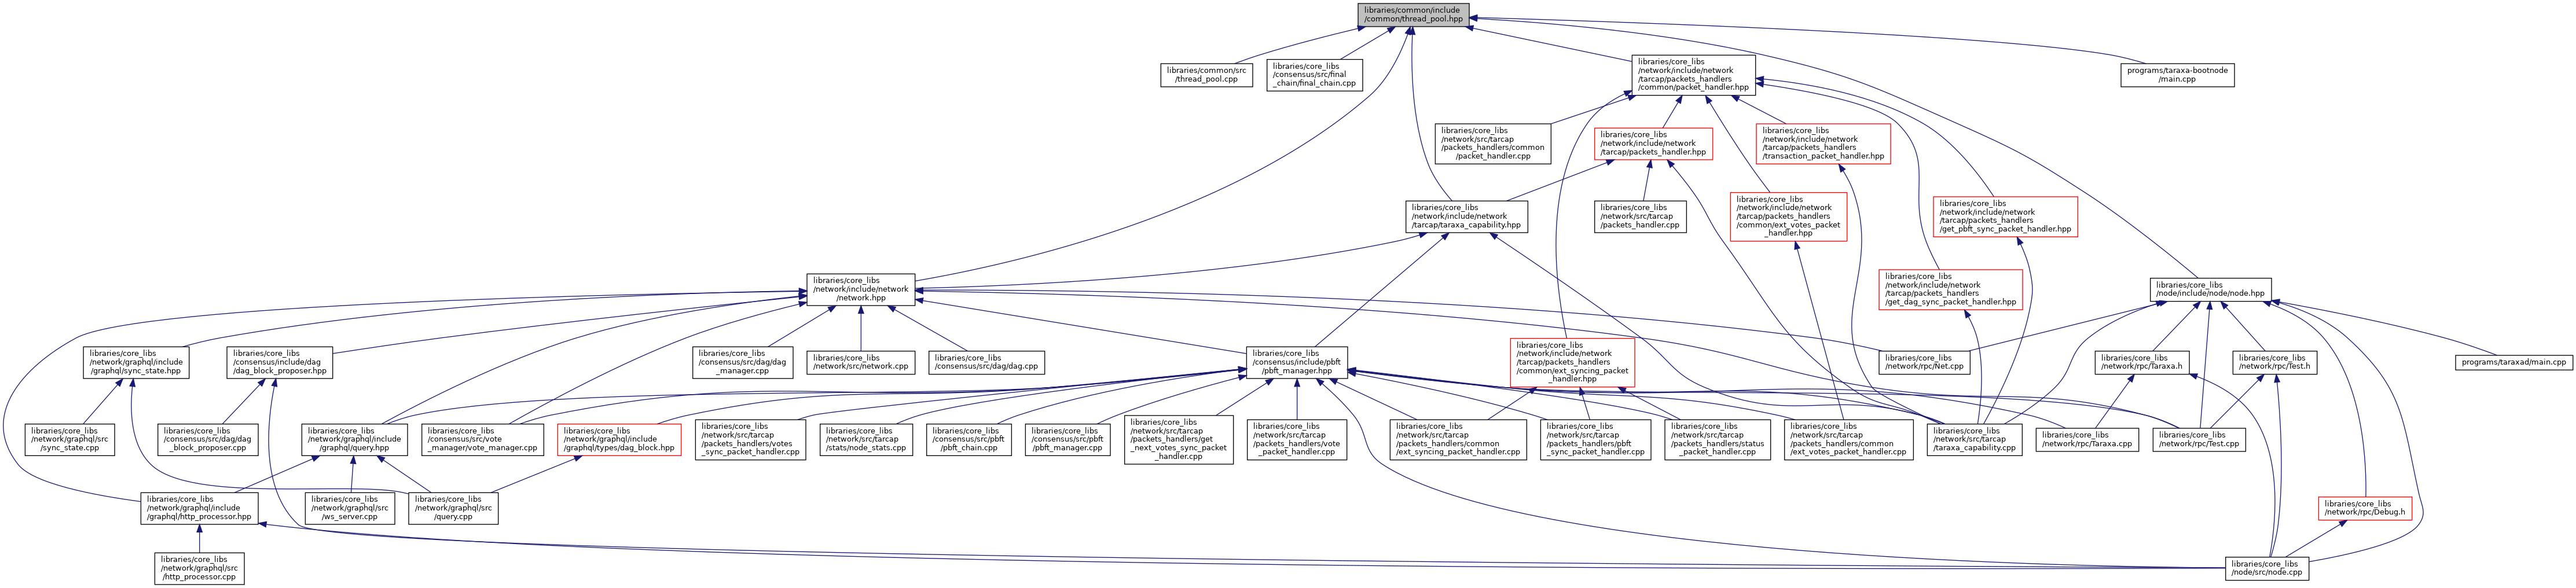 libraries/common/include
/common/thread_pool.hpp
libraries/common/src
/thread_pool.cpp
libraries/core_libs
/consensus/src/final
_chain/final_chain.cpp
libraries/core_libs
/network/include/network
/tarcap/packets_handlers
/common/packet_handler.hpp
programs/taraxa-bootnode
/main.cpp
libraries/core_libs
/network/src/tarcap
/packets_handlers/common
/packet_handler.cpp
libraries/core_libs
/network/include/network
/tarcap/packets_handler.hpp
libraries/core_libs
/network/include/network
/tarcap/packets_handlers
/transaction_packet_handler.hpp
libraries/core_libs
/network/include/network
/tarcap/taraxa_capability.hpp
libraries/core_libs
/network/src/tarcap
/packets_handler.cpp
libraries/core_libs
/network/include/network
/tarcap/packets_handlers
/common/ext_votes_packet
_handler.hpp
libraries/core_libs
/network/include/network
/tarcap/packets_handlers
/get_pbft_sync_packet_handler.hpp
libraries/core_libs
/network/include/network
/network.hpp
libraries/core_libs
/network/include/network
/tarcap/packets_handlers
/get_dag_sync_packet_handler.hpp
libraries/core_libs
/node/include/node/node.hpp
libraries/core_libs
/network/graphql/include
/graphql/sync_state.hpp
libraries/core_libs
/consensus/include/dag
/dag_block_proposer.hpp
libraries/core_libs
/consensus/src/dag/dag
_manager.cpp
libraries/core_libs
/network/src/network.cpp
libraries/core_libs
/consensus/src/dag/dag.cpp
libraries/core_libs
/consensus/include/pbft
/pbft_manager.hpp
libraries/core_libs
/network/include/network
/tarcap/packets_handlers
/common/ext_syncing_packet
_handler.hpp
libraries/core_libs
/network/rpc/Net.cpp
libraries/core_libs
/network/rpc/Taraxa.h
libraries/core_libs
/network/rpc/Test.h
programs/taraxad/main.cpp
libraries/core_libs
/network/graphql/src
/sync_state.cpp
libraries/core_libs
/consensus/src/dag/dag
_block_proposer.cpp
libraries/core_libs
/network/graphql/include
/graphql/query.hpp
libraries/core_libs
/consensus/src/vote
_manager/vote_manager.cpp
libraries/core_libs
/network/graphql/include
/graphql/types/dag_block.hpp
libraries/core_libs
/network/src/tarcap
/packets_handlers/votes
_sync_packet_handler.cpp
libraries/core_libs
/network/src/tarcap
/stats/node_stats.cpp
libraries/core_libs
/consensus/src/pbft
/pbft_chain.cpp
libraries/core_libs
/consensus/src/pbft
/pbft_manager.cpp
libraries/core_libs
/network/src/tarcap
/packets_handlers/get
_next_votes_sync_packet
_handler.cpp
libraries/core_libs
/network/src/tarcap
/packets_handlers/vote
_packet_handler.cpp
libraries/core_libs
/network/src/tarcap
/packets_handlers/common
/ext_syncing_packet_handler.cpp
libraries/core_libs
/network/src/tarcap
/packets_handlers/pbft
_sync_packet_handler.cpp
libraries/core_libs
/network/src/tarcap
/packets_handlers/status
_packet_handler.cpp
libraries/core_libs
/network/src/tarcap
/packets_handlers/common
/ext_votes_packet_handler.cpp
libraries/core_libs
/network/src/tarcap
/taraxa_capability.cpp
libraries/core_libs
/network/rpc/Taraxa.cpp
libraries/core_libs
/network/rpc/Test.cpp
libraries/core_libs
/network/graphql/include
/graphql/http_processor.hpp
libraries/core_libs
/network/graphql/src
/ws_server.cpp
libraries/core_libs
/network/graphql/src
/query.cpp
libraries/core_libs
/network/rpc/Debug.h
libraries/core_libs
/network/graphql/src
/http_processor.cpp
libraries/core_libs
/node/src/node.cpp